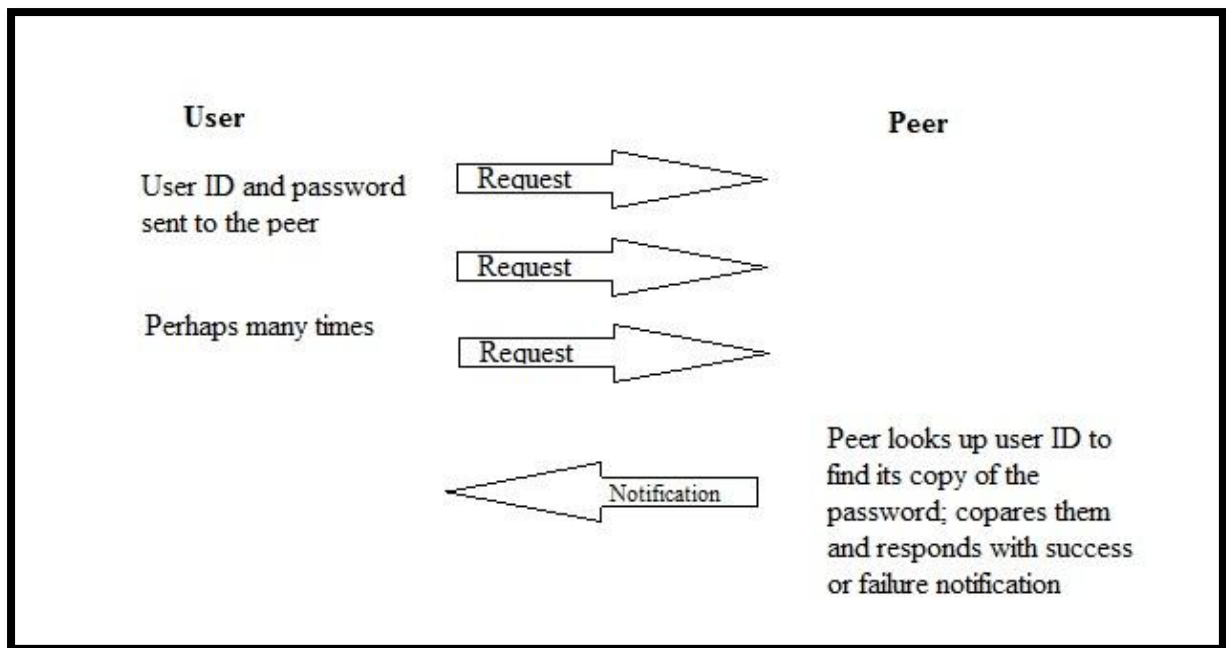 User
Peer
User ID and password
sent to the peer
Request
Request
Perhaps many times
Request
Peer looks up user ID to
find its copy of the
password; copares them
and responds with success
or failure notification
Notification